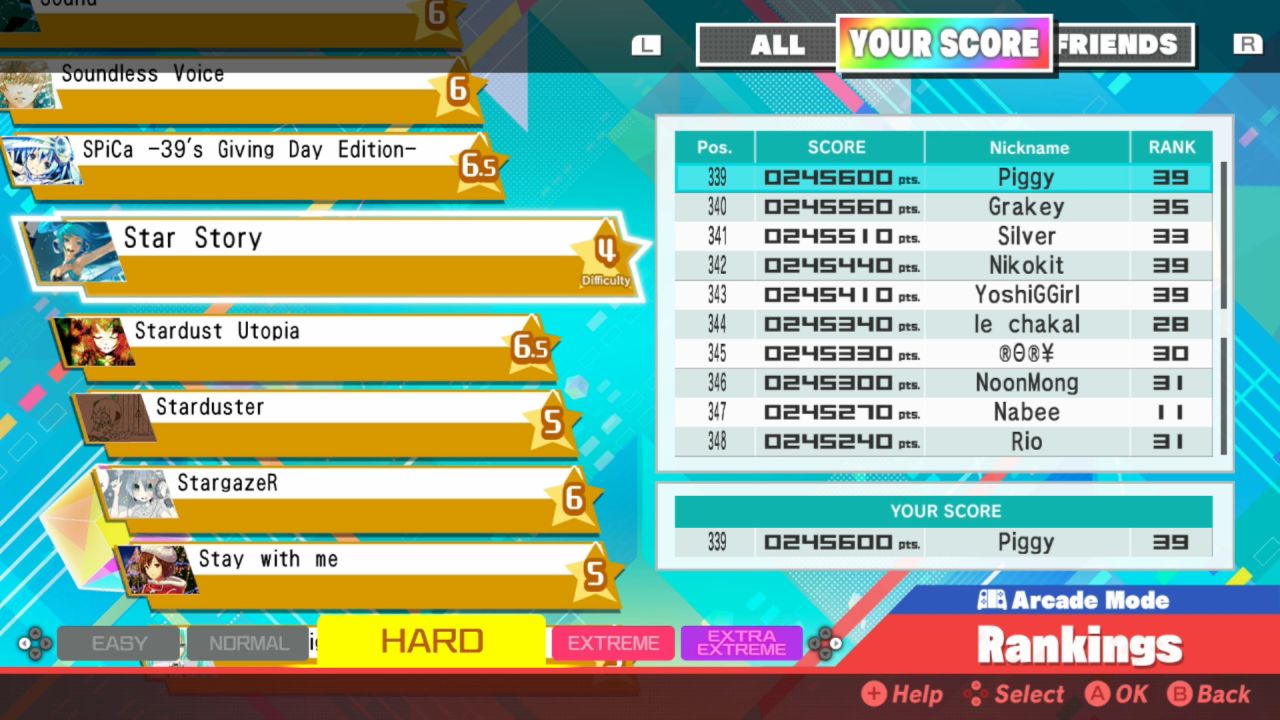 Sound
6
L
ALL
YOUR SCORE
FRIENDS
R
Soundless Voice
6
SPiCa -39's Giving Day Edition-
6.5
Star Story
4
Difficulty
Stardust Utopia
6.5
Starduster
5
StargazeR
6
Stay with me
5
Pos. SCORE Nickname RANK
339 0245600 pts. Piggy 39
340 0245560 pts. Grakey 35
341 0245510 pts. Silver 33
342 0245440 pts. Nikokit 39
343 0245410 pts. YoshiGGirl 39
344 0245340 pts. le chakal 28
345 0245330 pts. ®Θ®¥ 30
346 0245300 pts. NoonMong 31
347 0245270 pts. Nabee 11
348 0245240 pts. Rio 31
YOUR SCORE
339 0245600 pts. Piggy 39
Arcade Mode
Rankings
EASY
NORMAL
HARD
EXTREME
EXTRA
EXTREME
+ Help
Select
A OK
B Back